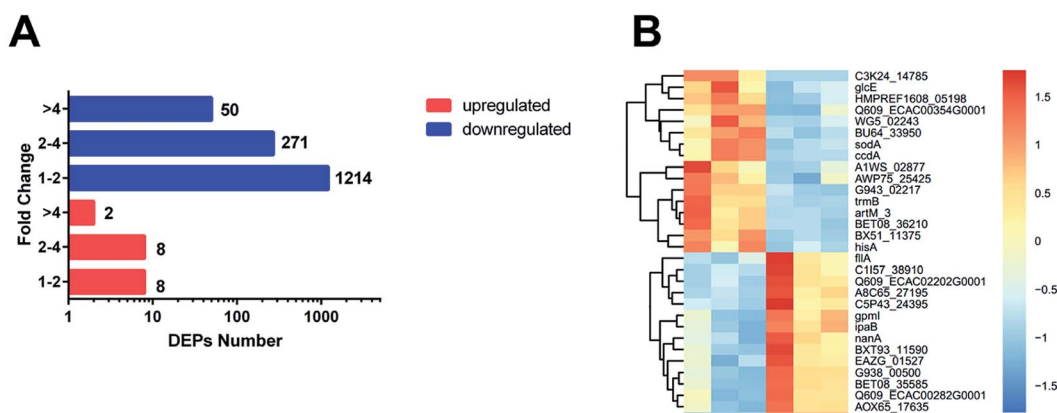 A
B
Fold Change
>4
50
2-4
271
1-2
1214
>4
2
2-4
8
1-2
8
1
10
100
1000
DEPs Number
upregulated
downregulated
C3K24_14785
glcE
HMPREF1608_05198
Q609_ECAC00354G0001
WG5_02243
BU64_33950
sodA
ccdA
A1WS_02877
AWP75_25425
G943_02217
trmB
artM_3
BET08_36210
BX51_11375
hisA
fliA
C1I57_38910
Q609_ECAC02202G0001
A8C65_27195
C5P43_24395
gpmI
ipaB
nanA
BXT93_11590
EAZG_01527
G938_00500
BET08_35585
Q609_ECAC00282G0001
AOX65_17635
1.5
1
0.5
0
−0.5
−1
−1.5